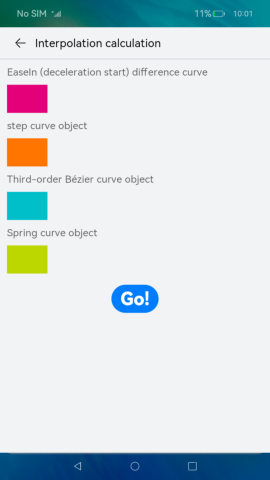 No SIM
11%
10:01
Interpolation calculation
EaseIn (deceleration start) difference curve
step curve object
Third-order Bézier curve object
Spring curve object
Go!